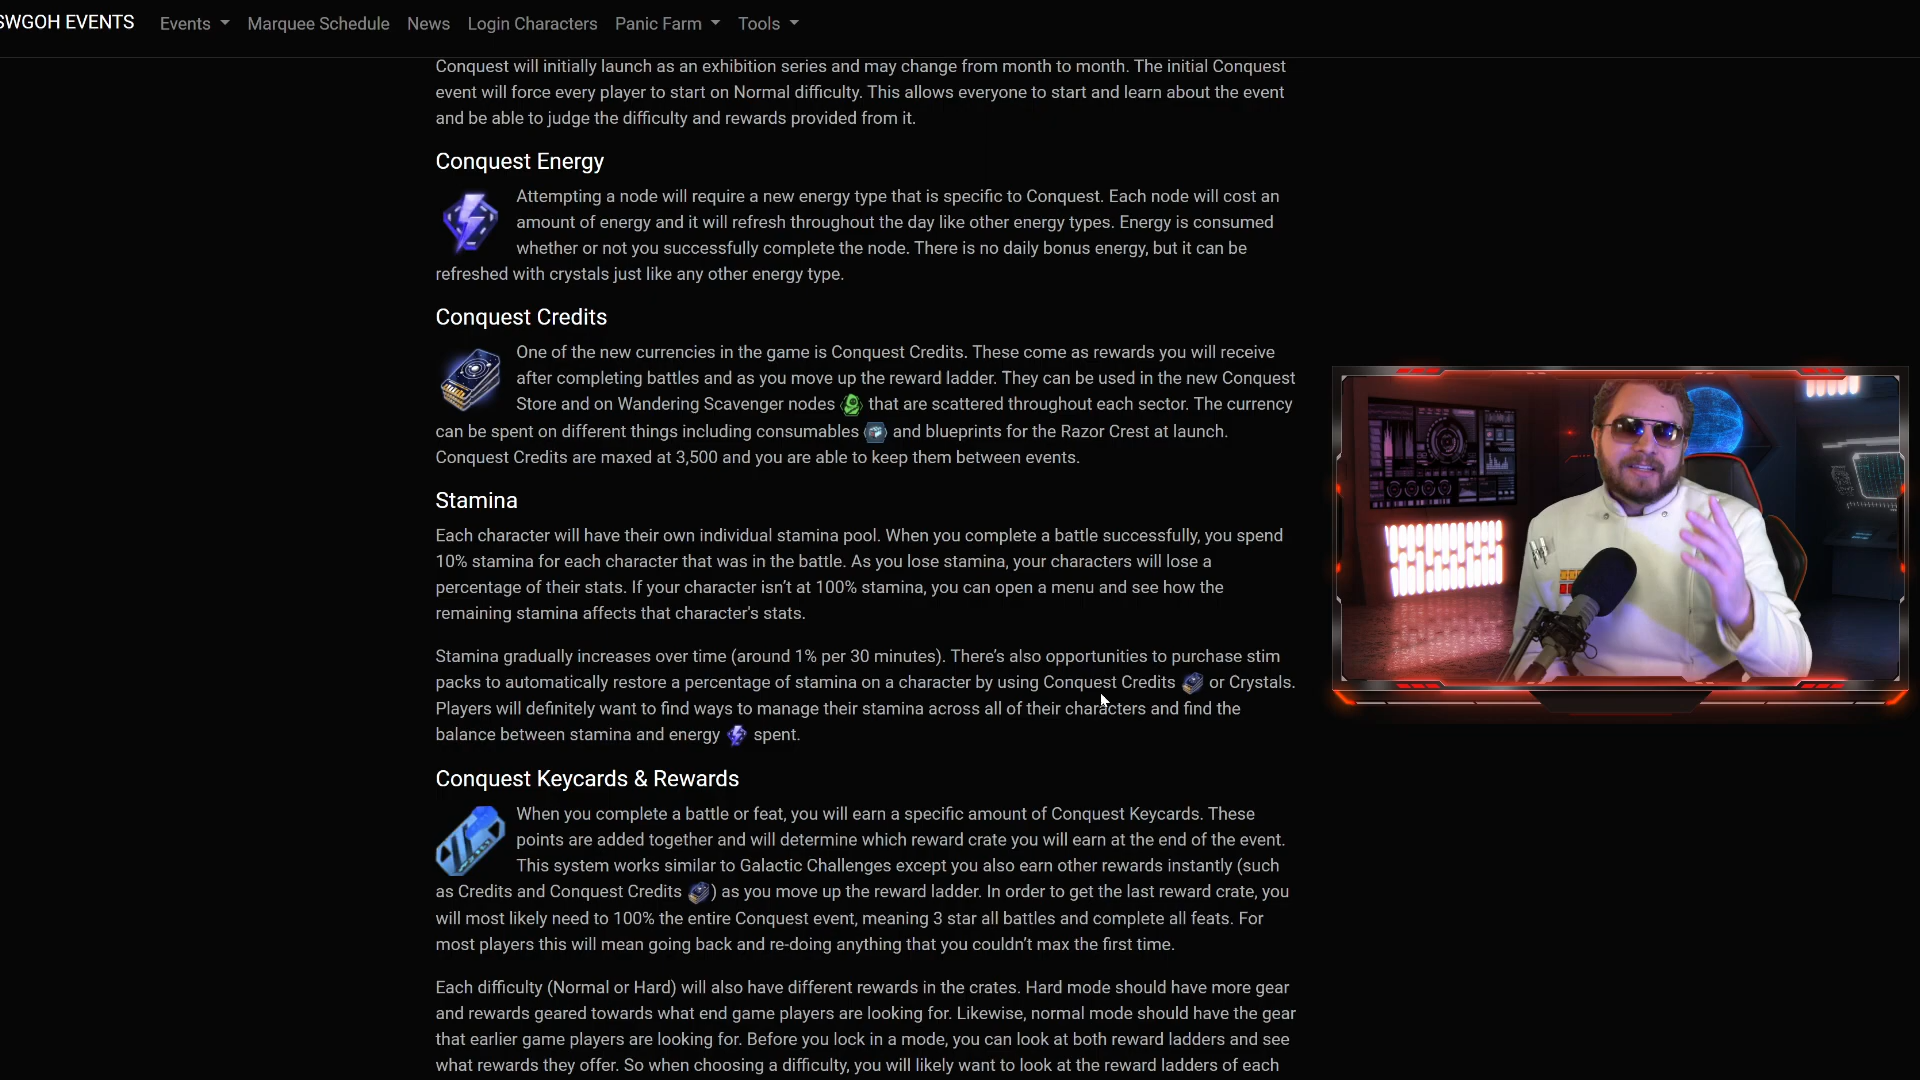 SWGOH EVENTS Events Marquee Schedule News Login Characters Panic Farm Tools
Conquest will initially launch as an exhibition series and may change from month to month. The initial Conquest
event will force every player to start on Normal difficulty. This allows everyone to start and learn about the event
and be able to judge the difficulty and rewards provided from it.
Conquest Energy
Attempting a node will require a new energy type that is specific to Conquest. Each node will cost an
amount of energy and it will refresh throughout the day like other energy types. Energy is consumed
whether or not you successfully complete the node. There is no daily bonus energy, but it can be
refreshed with crystals just like any other energy type.
Conquest Credits
One of the new currencies in the game is Conquest Credits. These come as rewards you will receive
after completing battles and as you move up the reward ladder. They can be used in the new Conquest
Store and on Wandering Scavenger nodes that are scattered throughout each sector. The currency
can be spent on different things including consumables and blueprints for the Razor Crest at launch.
Conquest Credits are maxed at 3,500 and you are able to keep them between events.
Stamina
Each character will have their own individual stamina pool. When you complete a battle successfully, you spend
10% stamina for each character that was in the battle. As you lose stamina, your characters will lose a
percentage of their stats. If your character isn't at 100% stamina, you can open a menu and see how the
remaining stamina affects that character's stats.
Stamina gradually increases over time (around 1% per 30 minutes). There's also opportunities to purchase stim
packs to automatically restore a percentage of stamina on a character by using Conquest Credits or Crystals.
Players will definitely want to find ways to manage their stamina across all of their characters and find the
balance between stamina and energy spent.
Conquest Keycards & Rewards
When you complete a battle or feat, you will earn a specific amount of Conquest Keycards. These
points are added together and will determine which reward crate you will earn at the end of the event.
This system works similar to Galactic Challenges except you also earn other rewards instantly (such
as Credits and Conquest Credits ) as you move up the reward ladder. In order to get the last reward crate, you
will most likely need to 100% the entire Conquest event, meaning 3 star all battles and complete all feats. For
most players this will mean going back and re-doing anything that you couldn't max the first time.
Each difficulty (Normal or Hard) will also have different rewards in the crates. Hard mode should have more gear
and rewards geared towards what end game players are looking for. Likewise, normal mode should have the gear
that earlier game players are looking for. Before you lock in a mode, you can look at both reward ladders and see
what rewards they offer. So when choosing a difficulty, you will likely want to look at the reward ladders of each